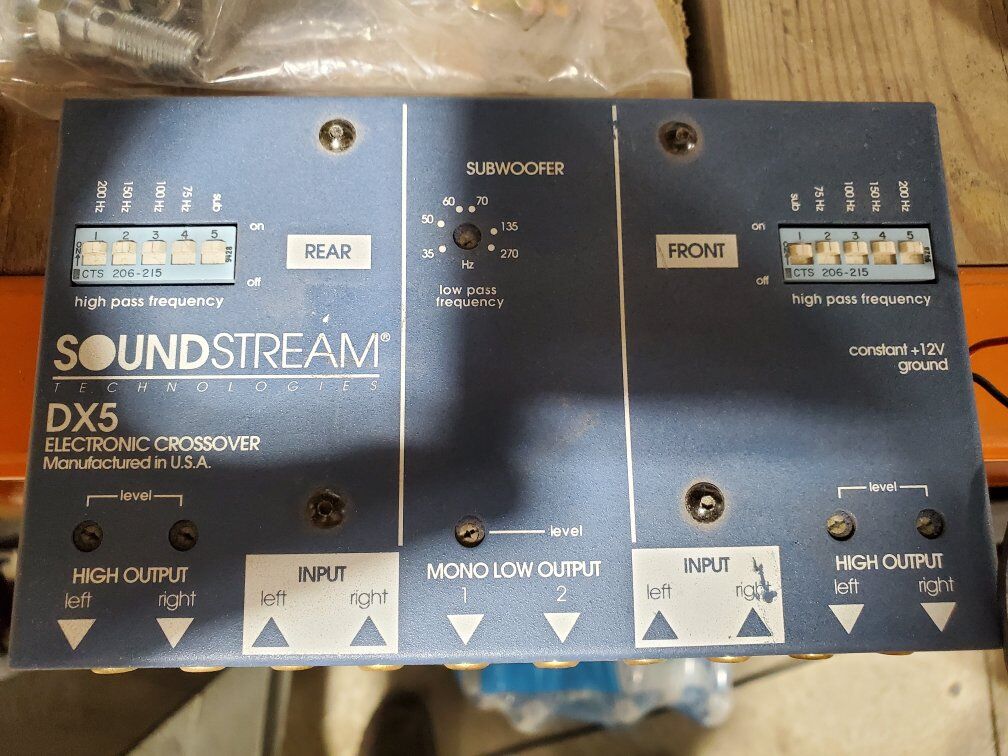 200 Hz
150 Hz
100 Hz
75 Hz
sub
1 2 3 4 5
CTS 206-215
9428
on
off
high pass frequency
REAR
SOUNDSTREAM®
TECHNOLOGIES
DX5
ELECTRONIC CROSSOVER
Manufactured in U.S.A.
level
HIGH OUTPUT
left right
INPUT
left right
SUBWOOFER
60 70
50 135
35 270
Hz
low pass
frequency
level
MONO LOW OUTPUT
1 2
FRONT
sub
75 Hz
100 Hz
150 Hz
200 Hz
on
off
1 2 3 4 5
CTS 206-215
high pass frequency
constant +12V
ground
INPUT
left right
level
HIGH OUTPUT
left right